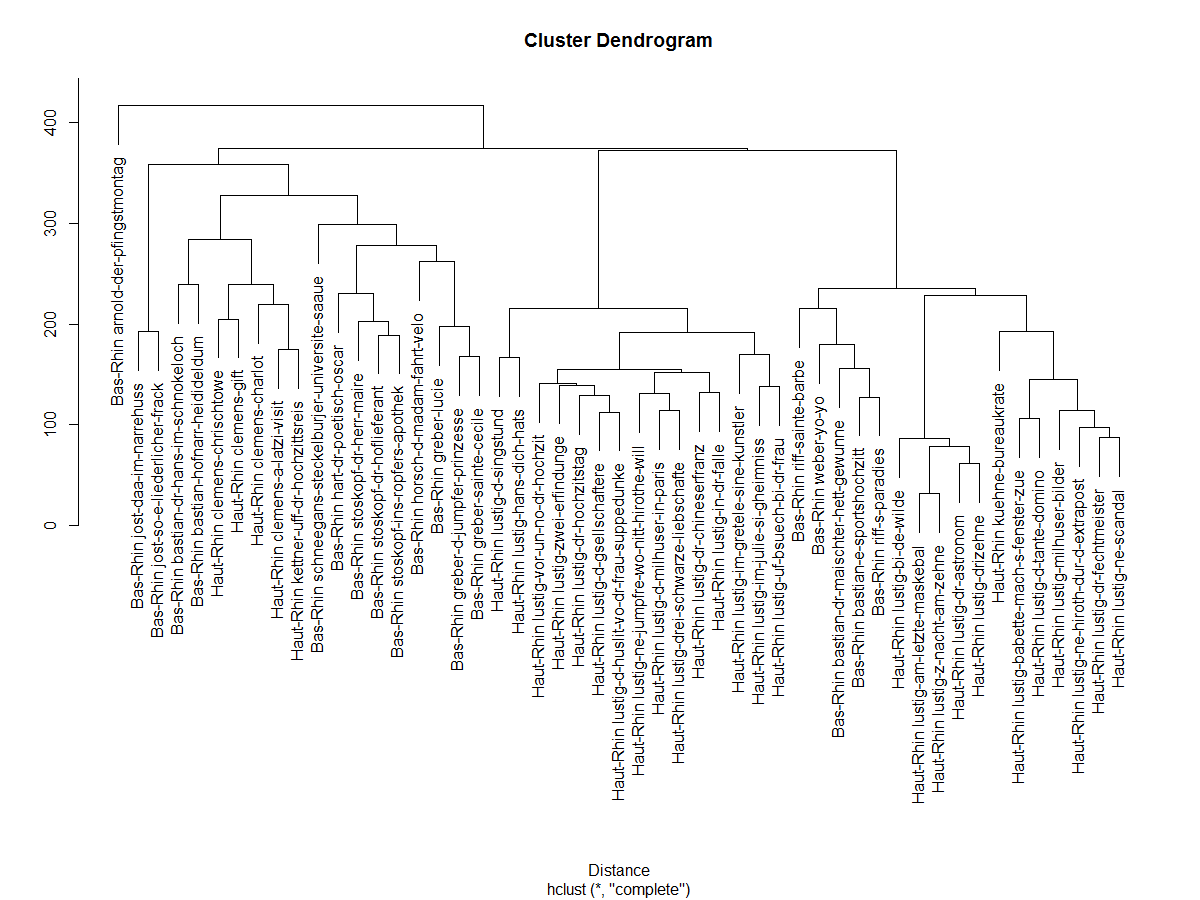 Cluster Dendrogram
400
300
200
100
0
Bas-Rhin arnold-der-pfingstmontag
Bas-Rhin jost-daa-im-narrehuss
Bas-Rhin jost-so-e-liederlicher-frack
Bas-Rhin bastian-dr-hans-im-schnokeloch
Bas-Rhin bastian-hofnarr-heidideldum
Haut-Rhin clemens-chrischtowe
Haut-Rhin clemens-gift
Haut-Rhin clemens-charlot
Haut-Rhin clemens-a-latzi-visit
Haut-Rhin kettner-uff-dr-hochzittsreis
Bas-Rhin schneegans-steckelburjer-universite-saaue
Bas-Rhin hart-dr-poetisch-oscar
Bas-Rhin stoskopf-dr-herr-maire
Bas-Rhin stoskopf-dr-hoflieferant
Bas-Rhin stoskopf-ins-ropfers-apothek
Bas-Rhin horsch-d-madam-fahrt-velo
Bas-Rhin greber-lucie
Bas-Rhin greber-d-jumpfer-prinzesse
Bas-Rhin greber-sainte-cecile
Haut-Rhin lustig-d-singstund
Haut-Rhin lustig-hans-dich-hats
Haut-Rhin lustig-vor-un-no-dr-hochzit
Haut-Rhin lustig-zwei-erfindunge
Haut-Rhin lustig-dr-hochzitstag
Haut-Rhin lustig-d-gsellschaftere
Haut-Rhin lustig-d-huslit-vo-dr-frau-suppedunke
Haut-Rhin lustig-ne-jumpfre-wo-nitt-hirothe-will
Haut-Rhin lustig-d-milhuser-in-paris
Haut-Rhin lustig-drei-schwarze-liebschafte
Haut-Rhin lustig-dr-chineserfranz
Haut-Rhin lustig-in-dr-falle
Haut-Rhin lustig-im-gretele-sine-kunstler
Haut-Rhin lustig-im-julie-si-gheimniss
Haut-Rhin lustig-uf-bsuech-bi-dr-frau
Bas-Rhin riff-sainte-barbe
Bas-Rhin weber-yo-yo
Bas-Rhin bastian-dr-maischter-hett-gewunne
Bas-Rhin bastian-e-sportshochzitt
Bas-Rhin riff-s-paradies
Haut-Rhin lustig-bi-de-wilde
Haut-Rhin lustig-am-letzte-maskebal
Haut-Rhin lustig-z-nacht-am-zehne
Haut-Rhin lustig-dr-astronom
Haut-Rhin lustig-drizehne
Haut-Rhin kuehne-bureaukrate
Haut-Rhin lustig-babette-mach-s-fenster-zue
Haut-Rhin lustig-d-tante-domino
Haut-Rhin lustig-milhuser-bilder
Haut-Rhin lustig-ne-hiroth-dur-d-extrapost
Haut-Rhin lustig-dr-fechtmeister
Haut-Rhin lustig-ne-scandal
Distance
hclust (*, "complete")